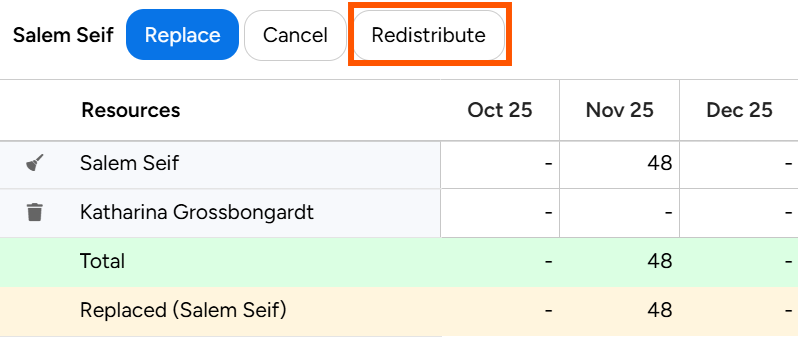 Salem Seif Replace Cancel Redistribute
Resources Oct 25 Nov 25 Dec 25
Salem Seif - 48 -
Katharina Grossbongardt - - -
Total - 48 -
Replaced (Salem Seif) - 48 -